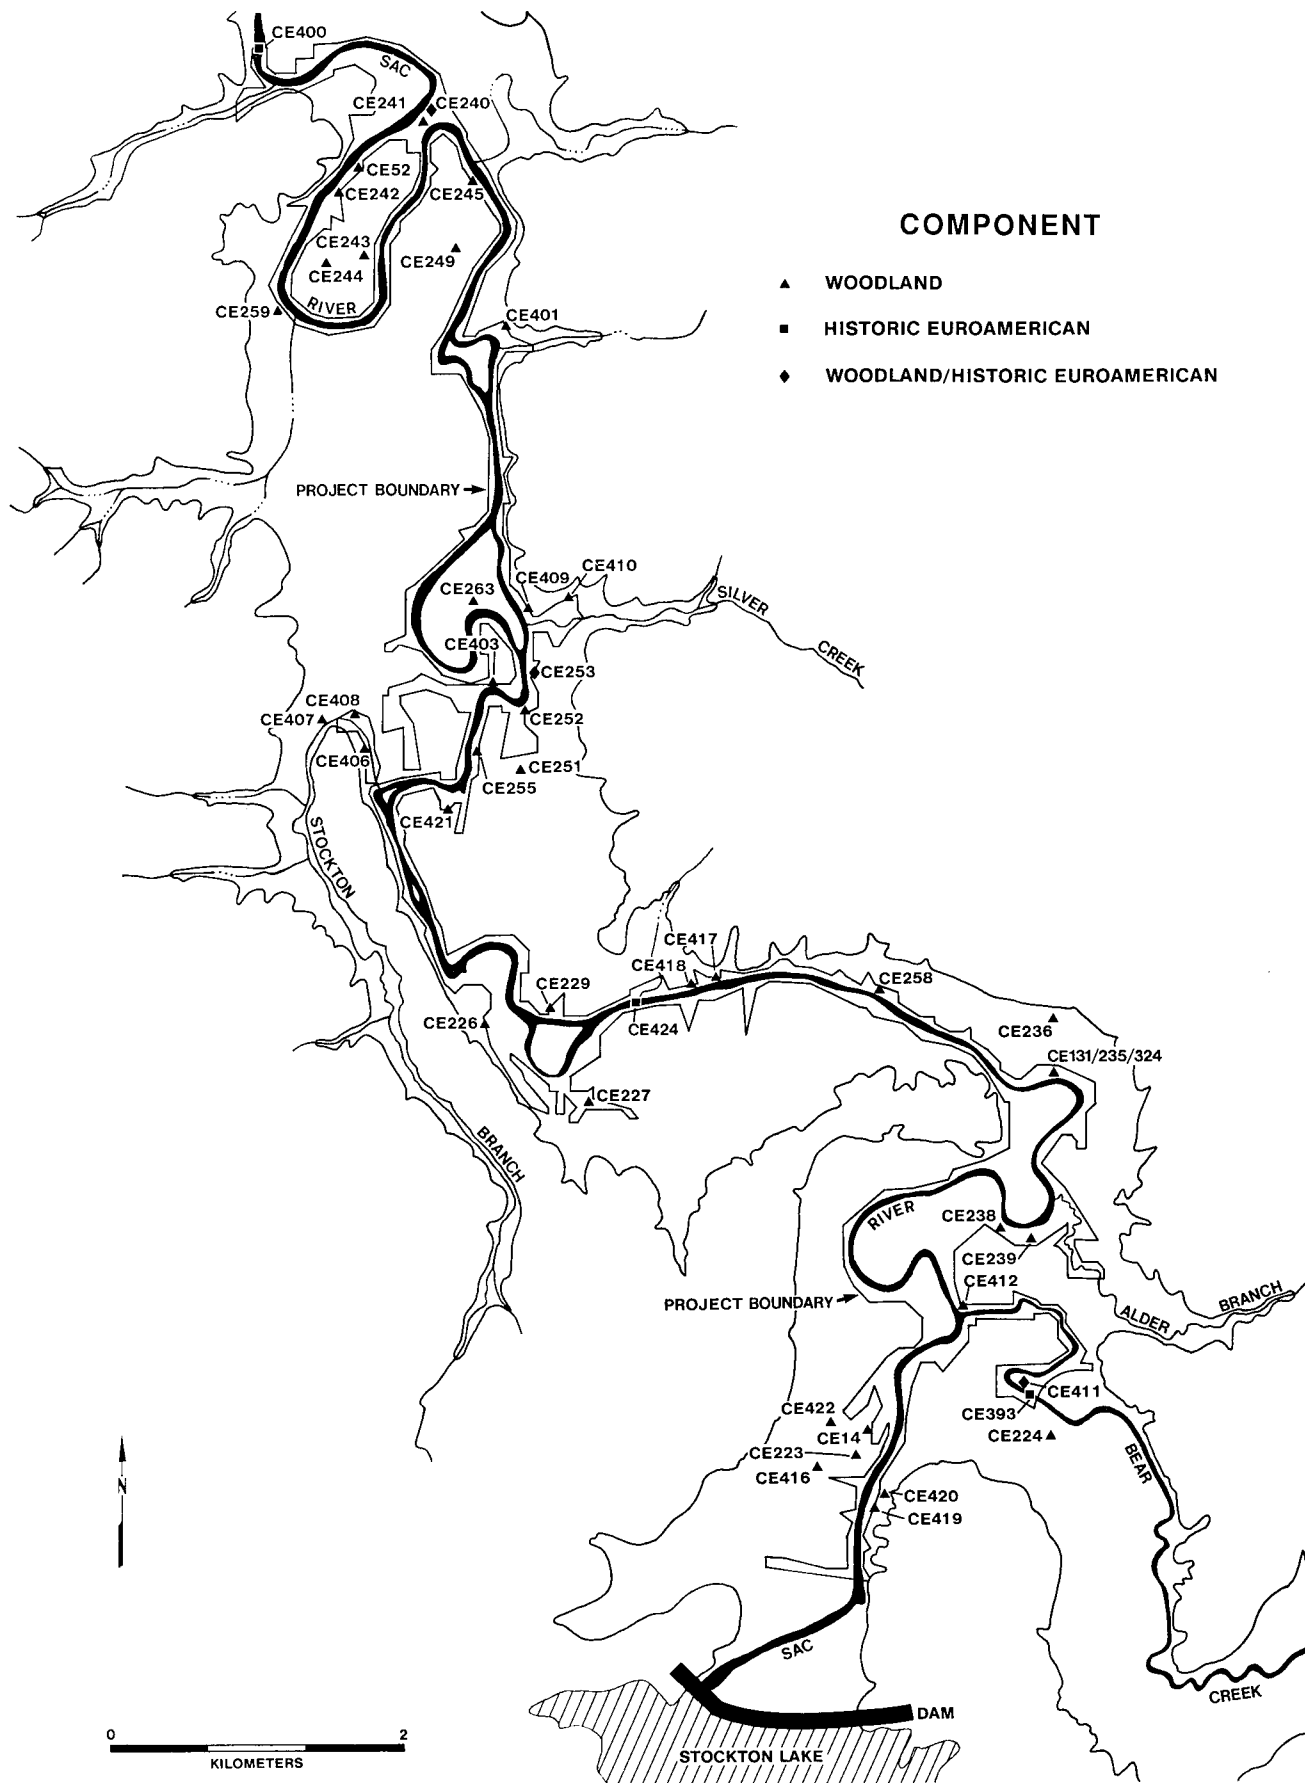 CE400
SAC
CE241
CE240
CE52
CE242
CE245
CE243
CE249
CE244
RIVER
CE259
CE401
COMPONENT
WOODLAND
HISTORIC EUROAMERICAN
WOODLAND/HISTORIC EUROAMERICAN
PROJECT BOUNDARY
CE409
CE410
CE263
SILVER
CREEK
CE403
CE253
CE408
CE407
CE252
CE406
CE251
CE255
CE421
STOCKTON
BRANCH
CE417
CE418
CE229
CE258
CE226
CE424
CE236
CE131/235/324
CE227
RIVER
CE238
CE239
CE412
PROJECT BOUNDARY
ALDER
BRANCH
CE411
CE393
CE422
CE14
CE224
CE223
CE416
BEAR
CREEK
CE420
CE419
N
SAC
DAM
STOCKTON LAKE
0
2
KILOMETERS